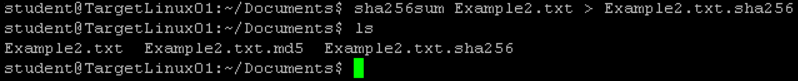 student@TargetLinux01:~/Documents$ sha256sum Example2.txt > Example2.txt.sha256
student@TargetLinux01:~/Documents$ ls
Example2.txt  Example2.txt.md5  Example2.txt.sha256
student@TargetLinux01:~/Documents$